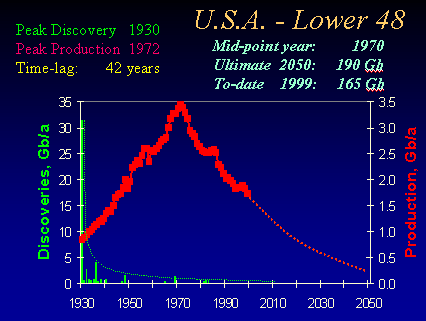 U.S.A. - Lower 48
Peak Discovery 1930
Peak Production 1972
Time-lag: 42 years
Mid-point year: 1970
Ultimate 2050: 190 Gb
To-date 1999: 165 Gb
35
30
25
20
15
10
5
0
Discoveries, Gb/a
3.5
3.0
2.5
2.0
1.5
1.0
0.5
0.0
Production, Gb/a
1930 1950 1970 1990 2010 2030 2050